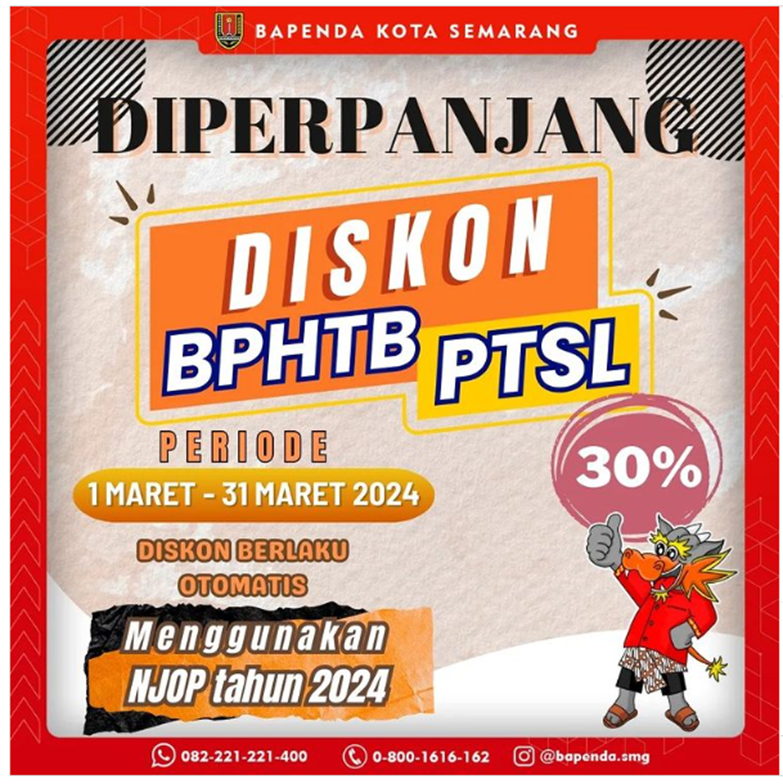 BAPENDA KOTA SEMARANG
DIPERPANJANG
DISKON
BPHTB PTSL
PERIODE
1 MARET - 31 MARET 2024
30%
DISKON BERLAKU
OTOMATIS
Menggunakan
NJOP tahun 2024
082-221-221-400 0-800-1616-162 @bapenda.smg